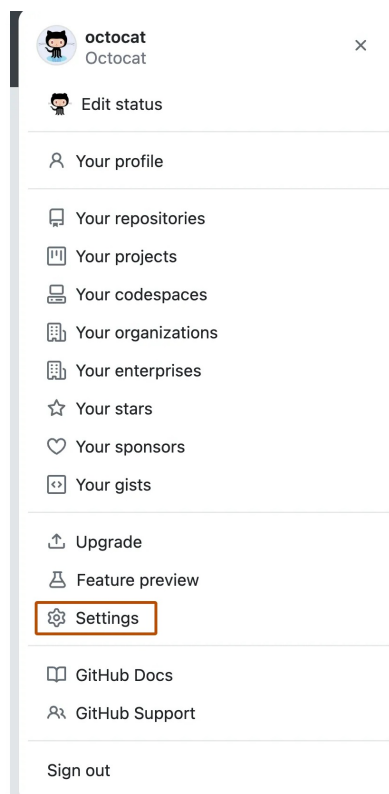 octocat
Octocat
Edit status
Your profile
Your repositories
Your projects
Your codespaces
Your organizations
Your enterprises
Your stars
Your sponsors
Your gists
Upgrade
Feature preview
Settings
GitHub Docs
GitHub Support
Sign out